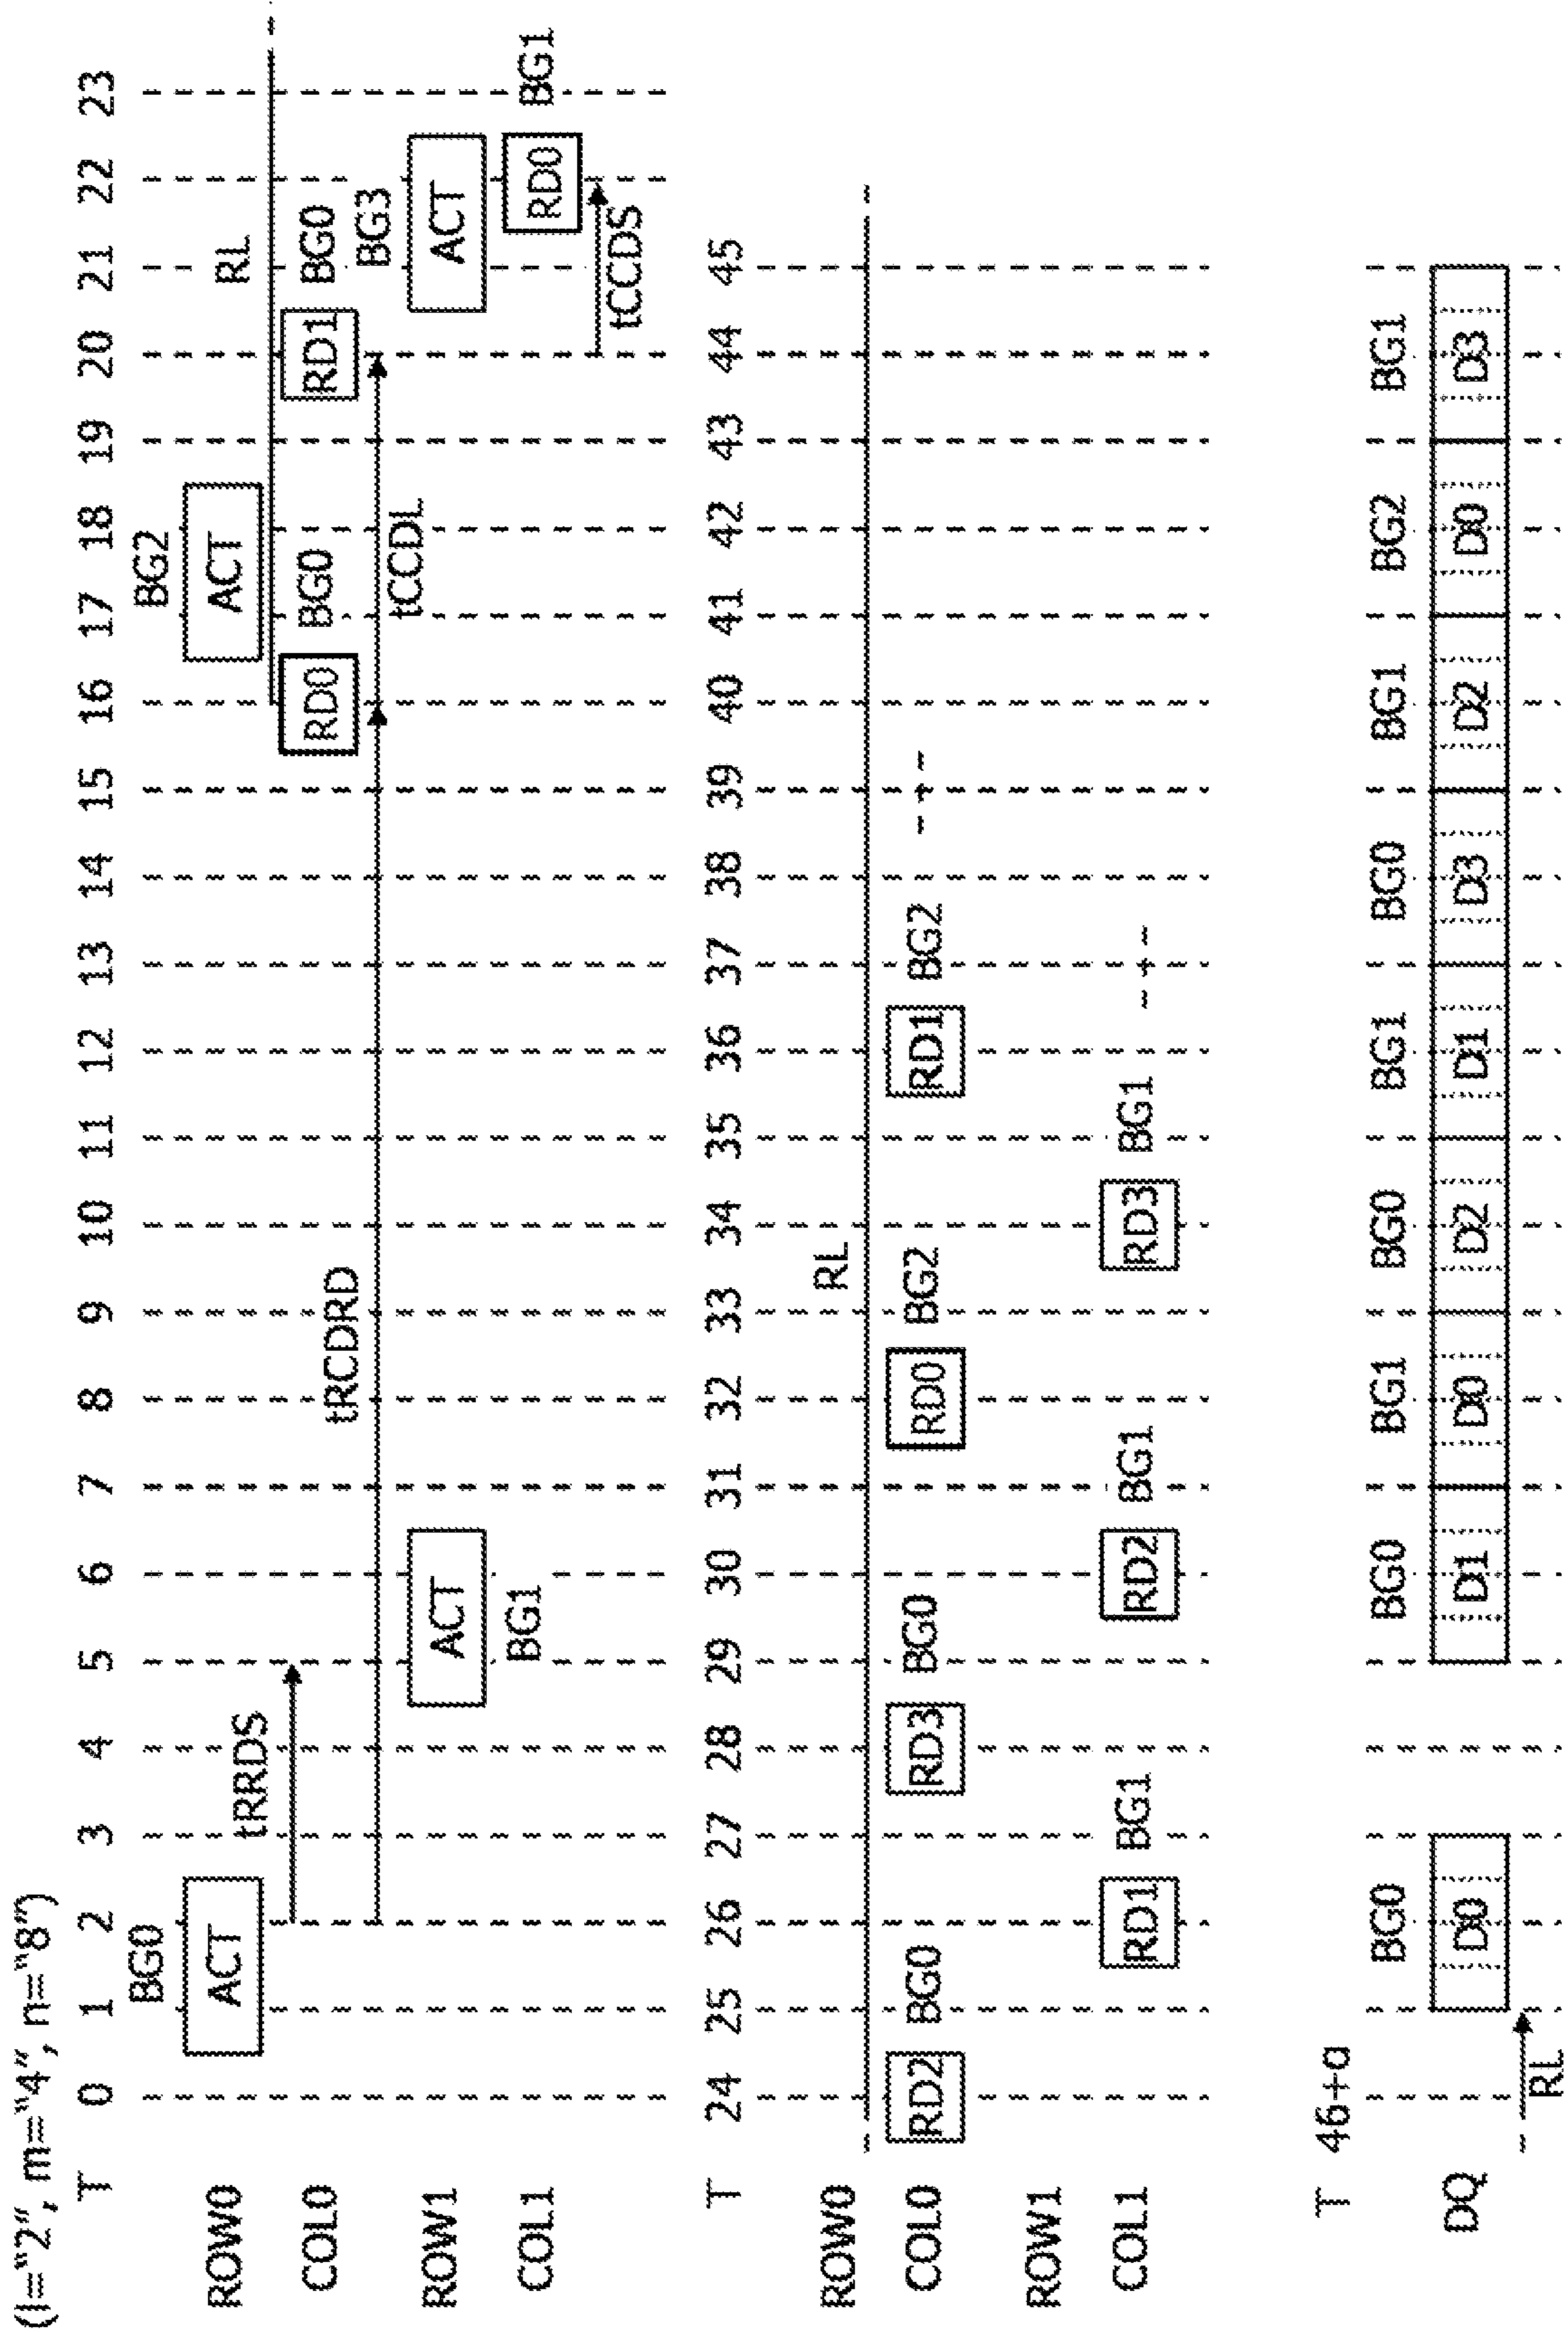 (l="2", m="4", n="8")
T 0 1 2 3 4 5 6 7 8 9 10 11 12 13 14 15 16 17 18 19 20 21 22 23
BG0 BG2
ROW0 ACT tRRDS ACT RL
COL0 tRCDRD RD0 BG0 RD1 BG0
tCCDL BG3
ROW1 ACT ACT
COL1 BG1 RD0 BG1
tCCDS
T 24 25 26 27 28 29 30 31 32 33 34 35 36 37 38 39 40 41 42 43 44 45
ROW0 RL
COL0 RD2 BG0 RD3 BG0 RD0 BG2 RD1 BG2 ---
ROW1
COL1 RD1 BG1 RD2 BG1 RD3 BG1 ---
T 46+α
BG0 BG0 BG1 BG0 BG1 BG0 BG1 BG2 BG1
DQ D0 D1 D0 D2 D1 D3 D2 D0 D3
RL